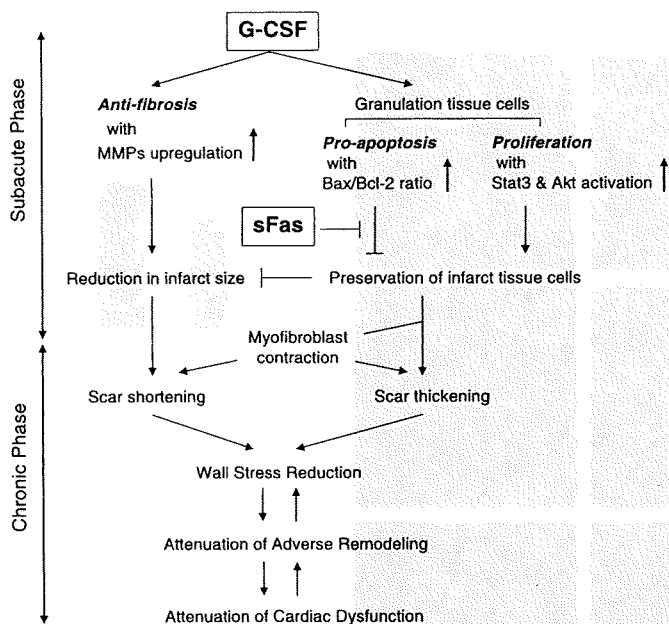 G-CSF
Anti-fibrosis
with
MMPs upregulation
Granulation tissue cells
Pro-apoptosis
with
Bax/Bcl-2 ratio
Proliferation
with
Stat3 & Akt activation
sFas
Reduction in infarct size
Preservation of infarct tissue cells
Myofibroblast
contraction
Scar shortening
Scar thickening
Wall Stress Reduction
Attenuation of Adverse Remodeling
Attenuation of Cardiac Dysfunction
Subacute Phase
Chronic Phase